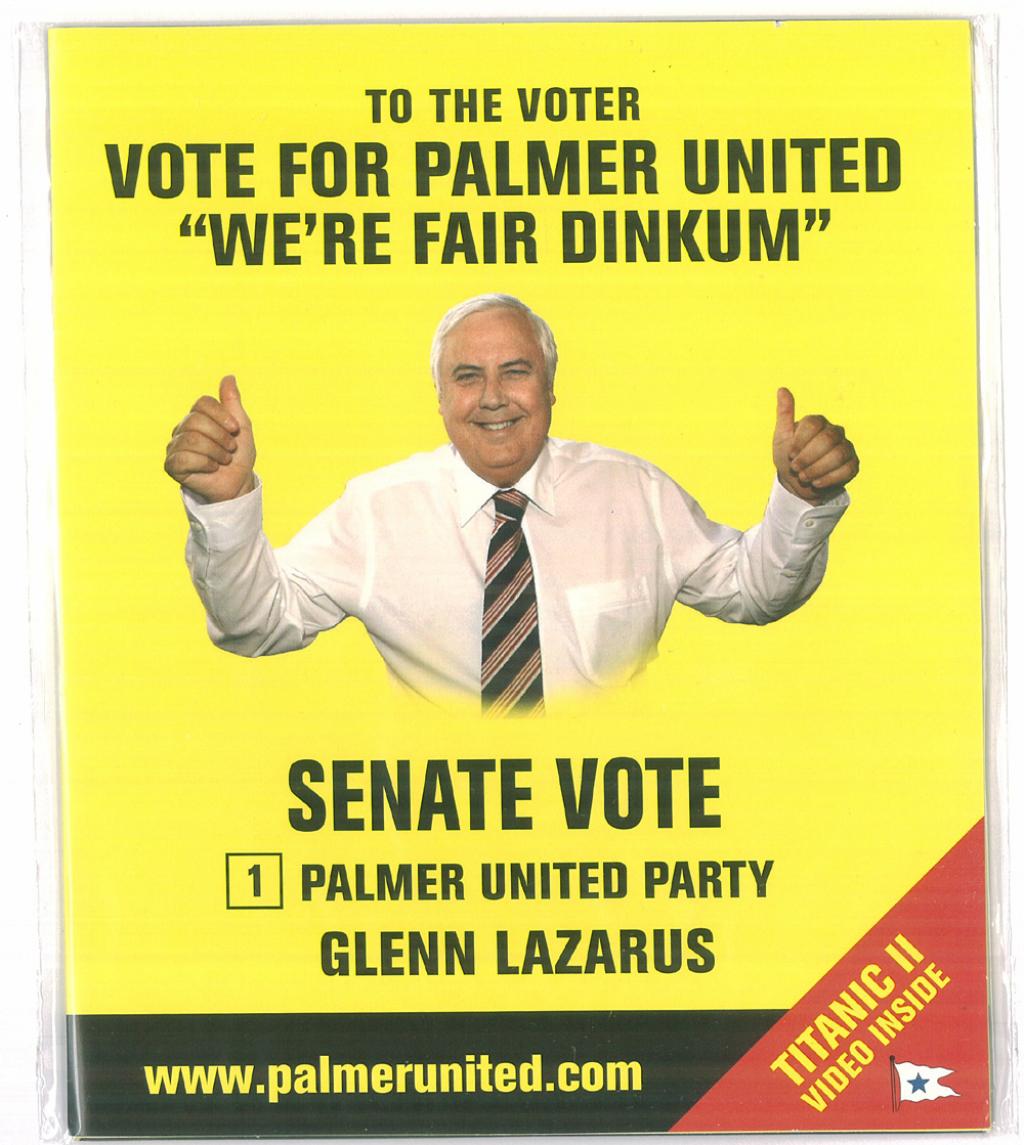 TO THE VOTER
VOTE FOR PALMER UNITED
“WE’RE FAIR DINKUM”
SENATE VOTE
1 PALMER UNITED PARTY
GLENN LAZARUS
TITANIC II
VIDEO INSIDE
www.palmerunited.com